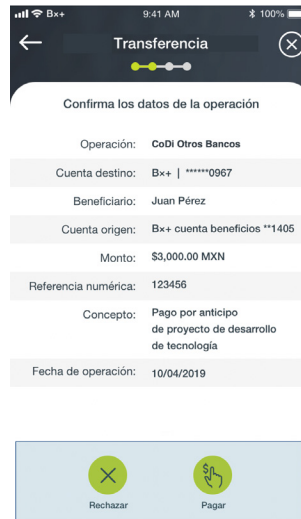 B×+ 9:41 AM 100%
Transferencia
Confirma los datos de la operación
Operación: CoDi Otros Bancos
Cuenta destino: B×+ | ******0967
Beneficiario: Juan Pérez
Cuenta origen: B×+ cuenta beneficios **1405
Monto: $3,000.00 MXN
Referencia numérica: 123456
Concepto: Pago por anticipo
de proyecto de desarrollo
de tecnología
Fecha de operación: 10/04/2019
Rechazar Pagar